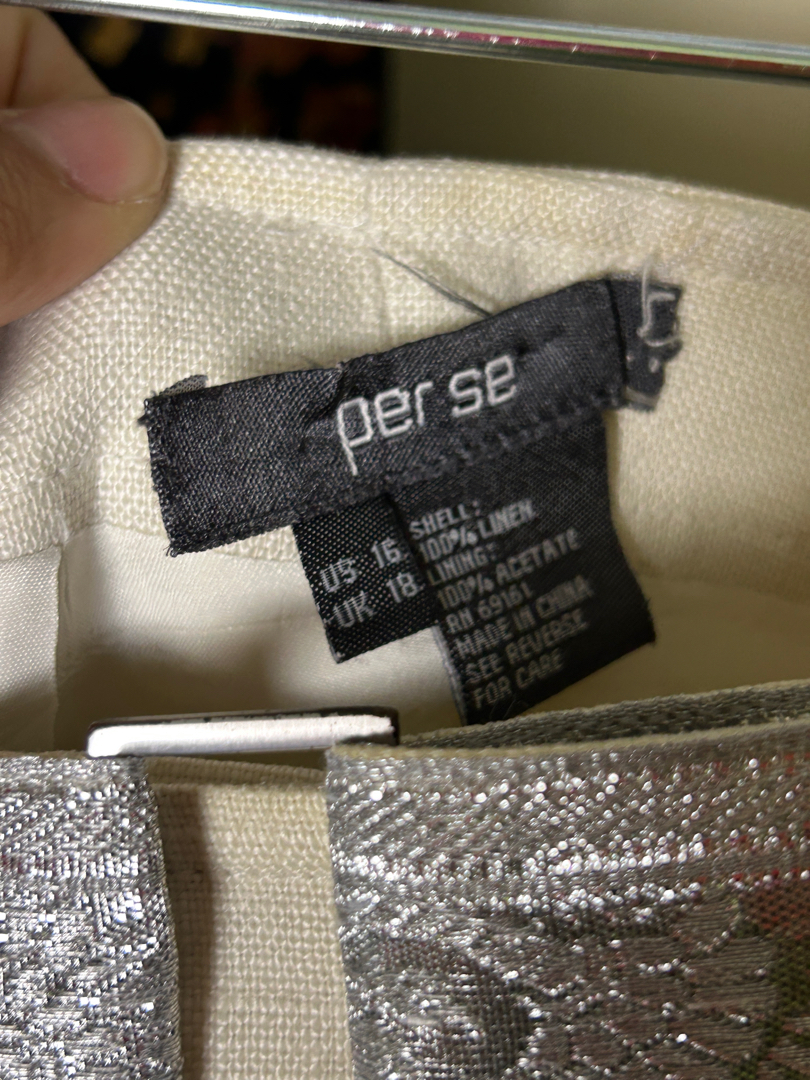 per se
US 16
UK 18
SHELL:
100% LINEN
LINING:
100% ACETATE
RN 69161
MADE IN CHINA
SEE REVERSE
FOR CARE